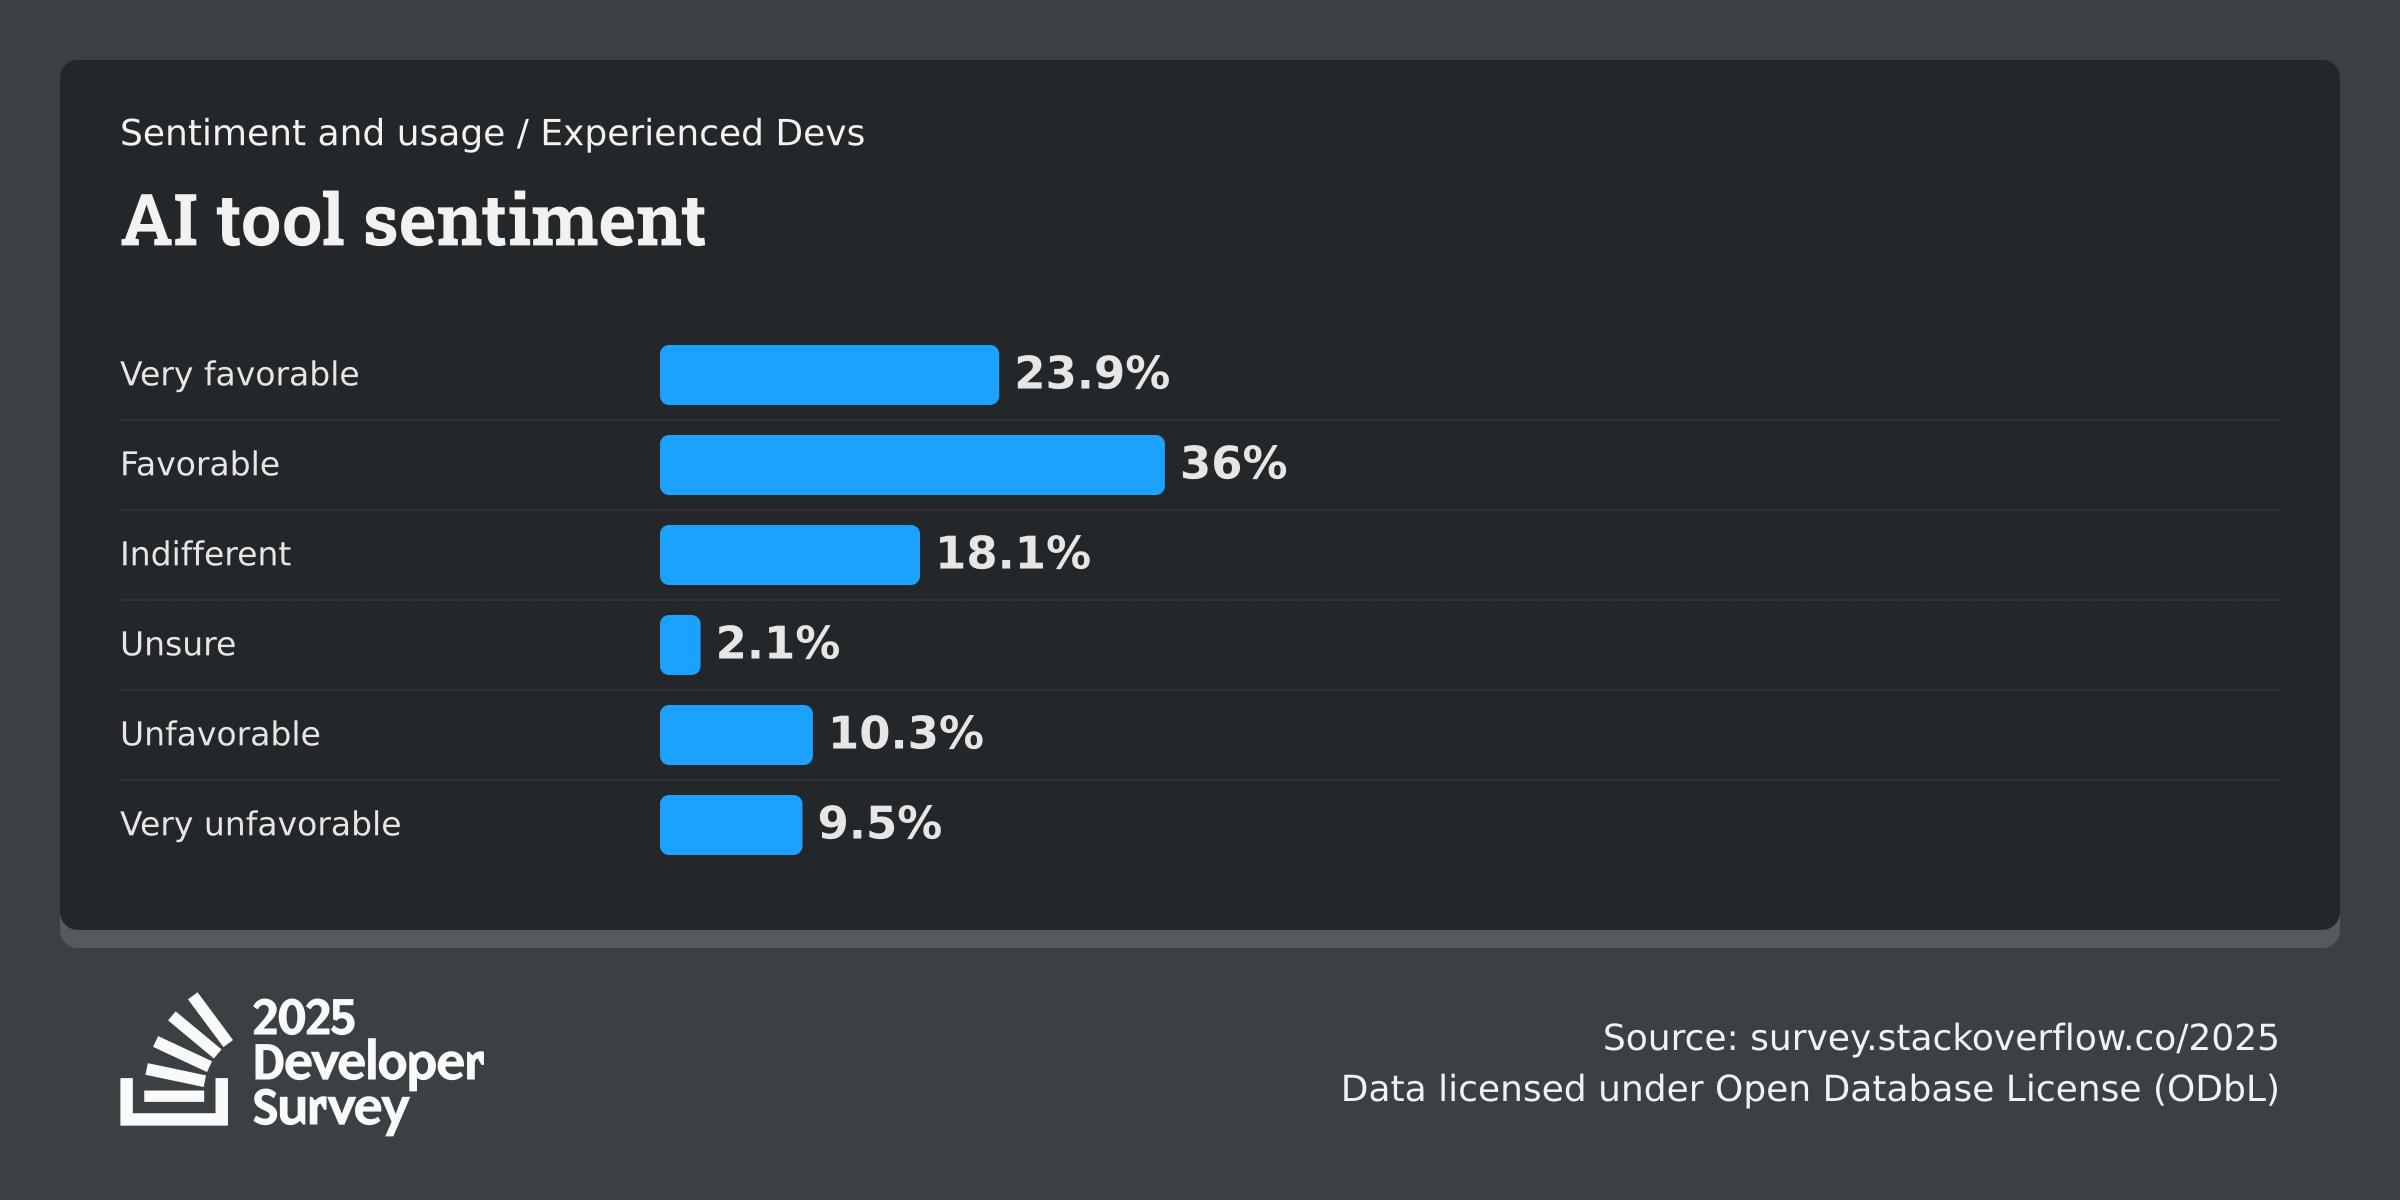 Sentiment and usage / Experienced Devs
AI tool sentiment
Very favorable 23.9%
Favorable 36%
Indifferent 18.1%
Unsure 2.1%
Unfavorable 10.3%
Very unfavorable 9.5%
2025
Developer
Survey
Source: survey.stackoverflow.co/2025
Data licensed under Open Database License (ODbL)